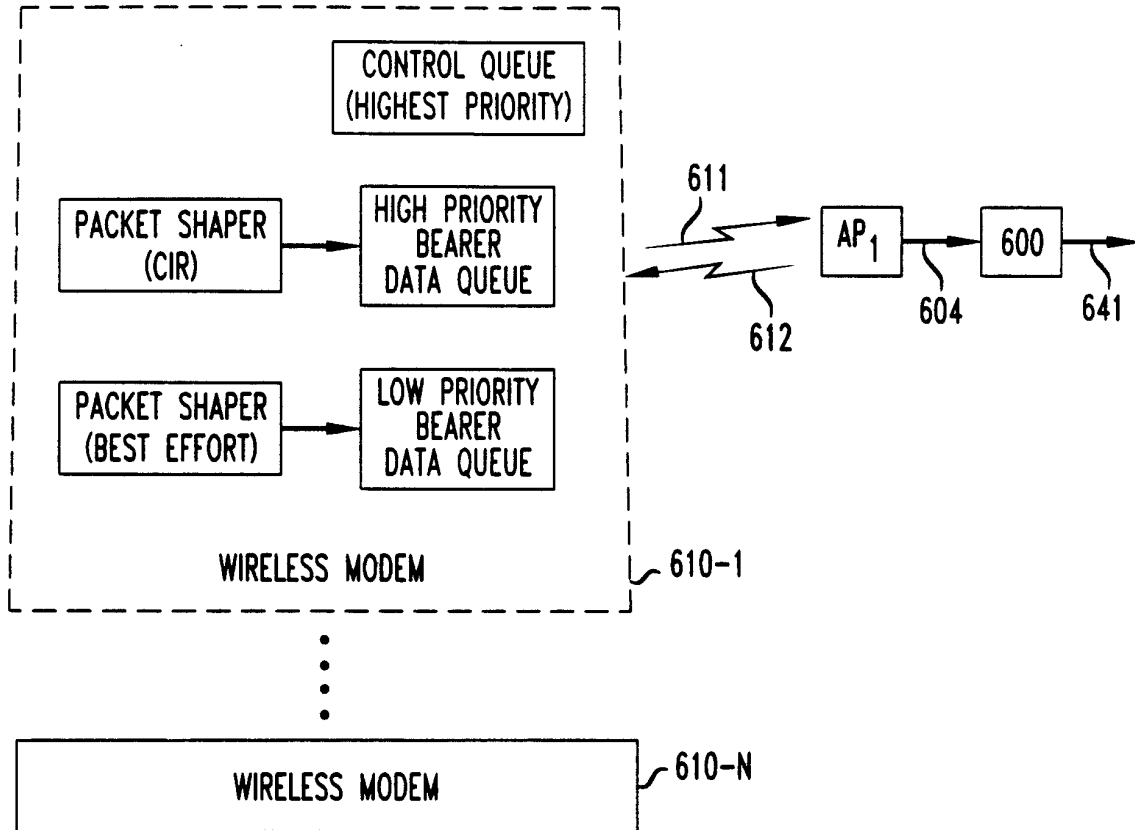 CONTROL QUEUE
(HIGHEST PRIORITY)
PACKET SHAPER
(CIR)
HIGH PRIORITY
BEARER
DATA QUEUE
611
612
AP1
604
600
641
PACKET SHAPER
(BEST EFFORT)
LOW PRIORITY
BEARER
DATA QUEUE
WIRELESS MODEM
610-1
WIRELESS MODEM
610-N